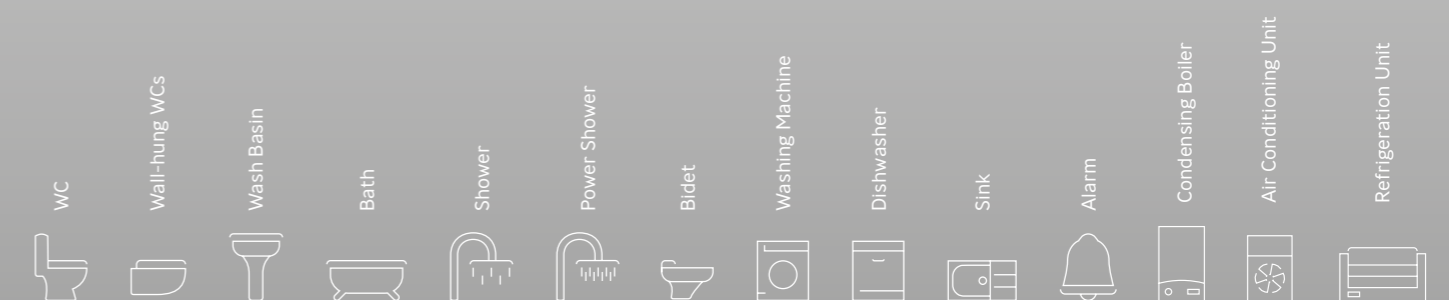 WC
Wall-hung WCs
Wash Basin
Bath
Shower
Power Shower
Bidet
Washing Machine
Dishwasher
Sink
Alarm
Condensing Boiler
Air Conditioning Unit
Refrigeration Unit